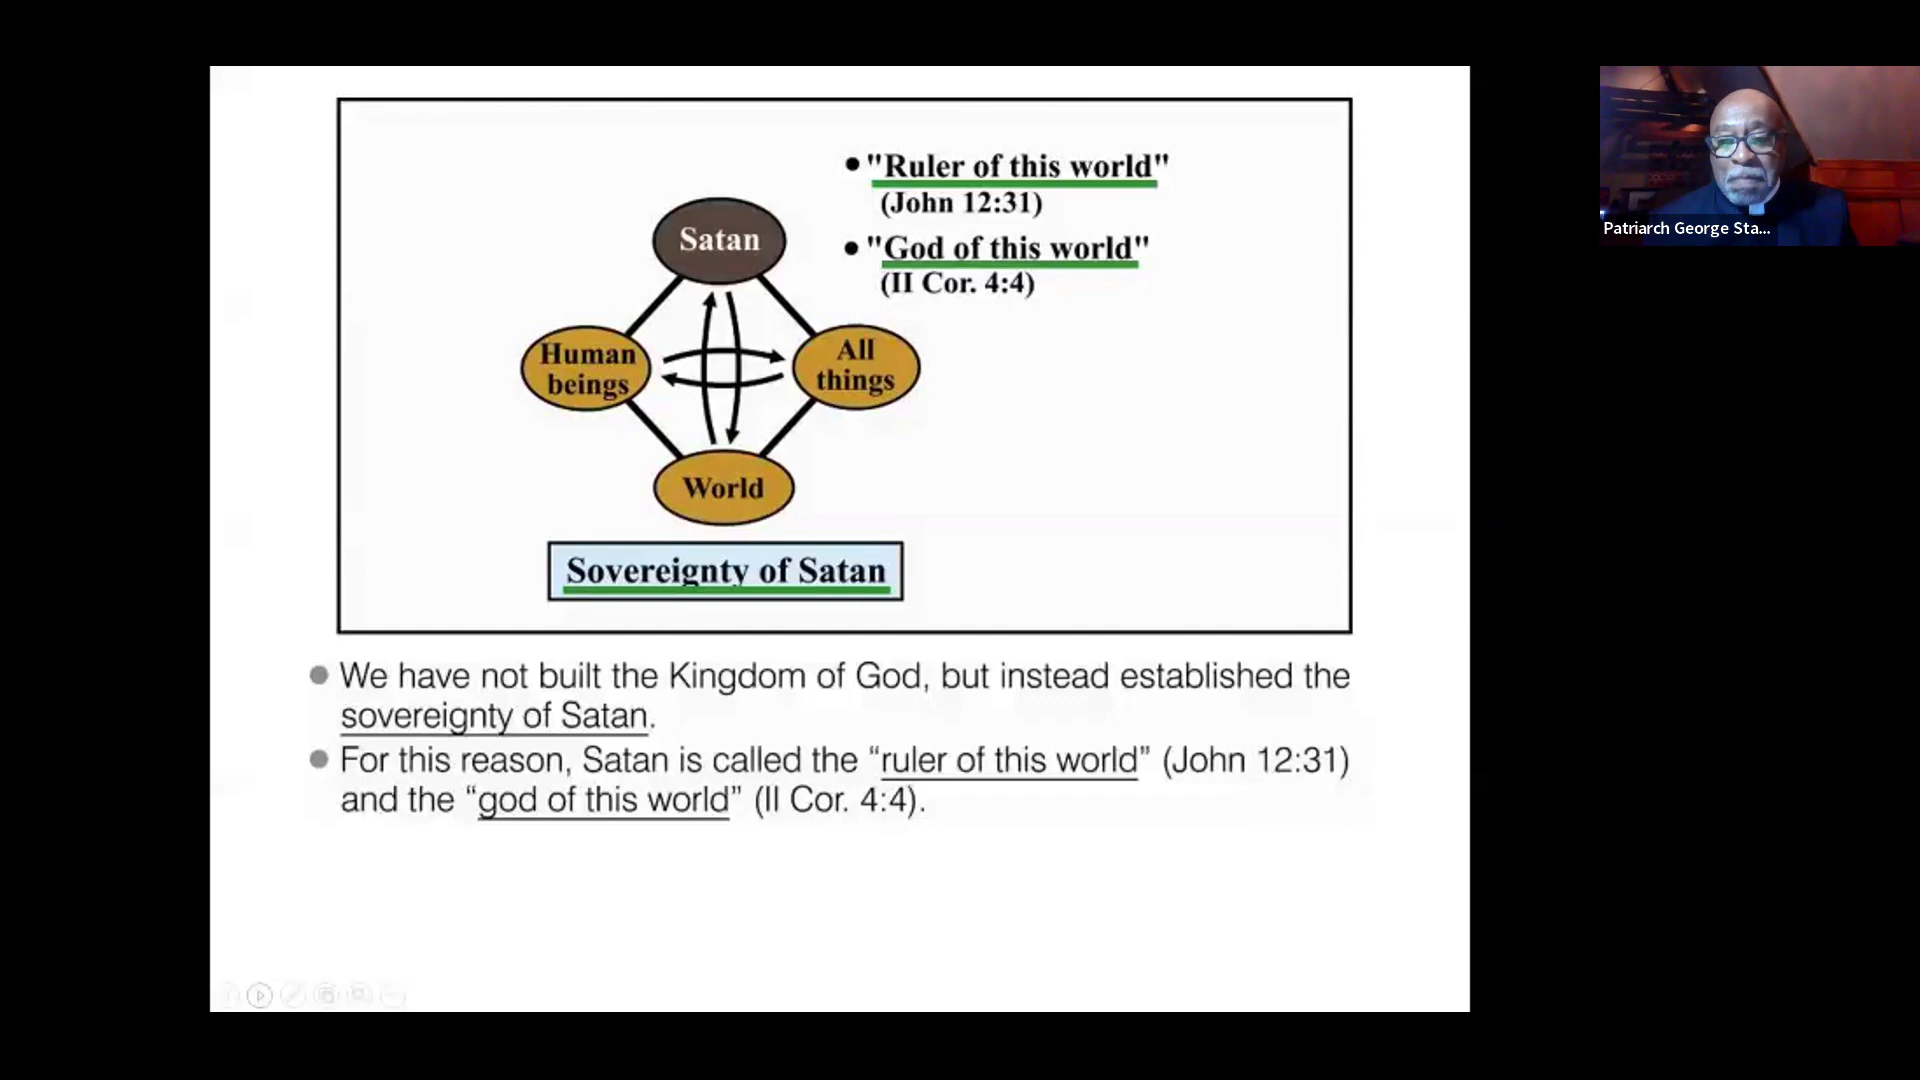 • "Ruler of this world"
(John 12:31)
• "God of this world"
(II Cor. 4:4)
Satan
Human
beings
All
things
World
Sovereignty of Satan
• We have not built the Kingdom of God, but instead established the
sovereignty of Satan.
• For this reason, Satan is called the “ruler of this world” (John 12:31)
and the “god of this world” (II Cor. 4:4).
Patriarch George Sta...